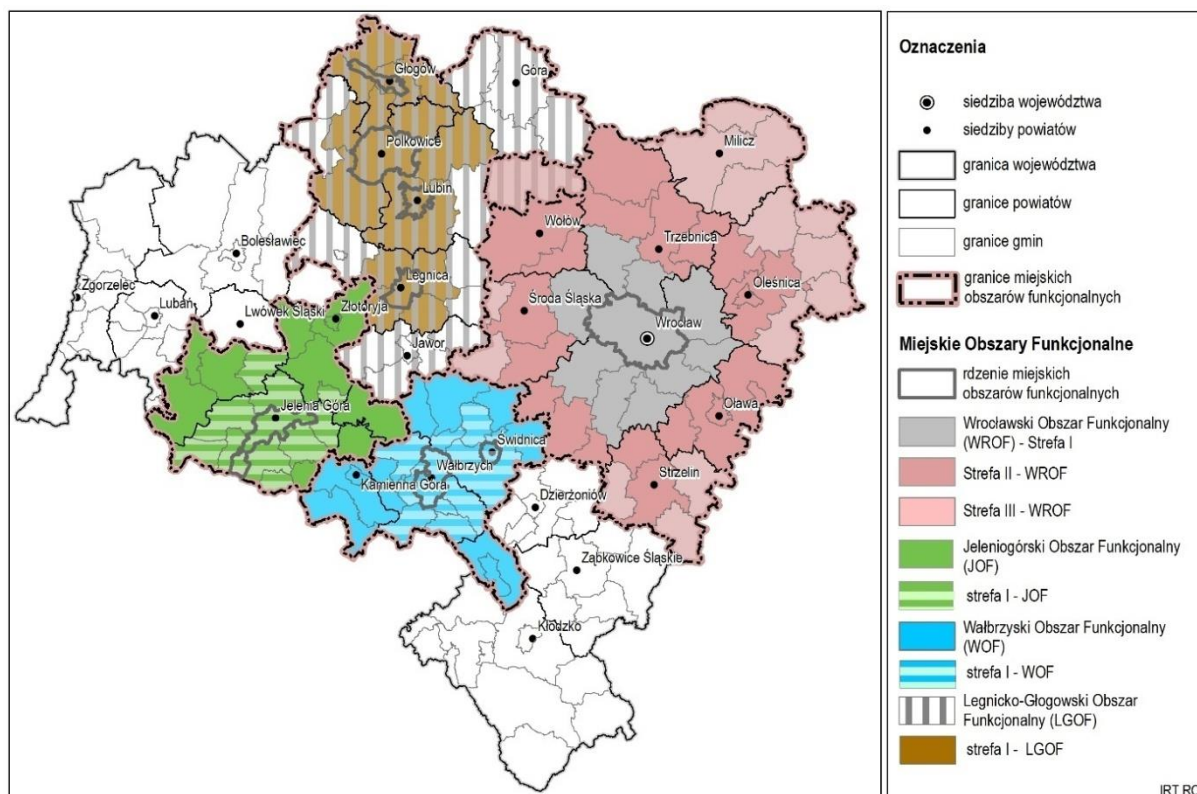 Głogów
Góra
Polkowice
Milicz
Lubin
Wołów
Trzebnica
Bolesławiec
Legnica
Oleśnica
Zgorzelec
Środa Śląska
Lubań
Złotoryja
Lwówek Śląski
Wrocław
Jawor
Jelenia Góra
Oława
Świdnica
Wałbrzych
Kamienna Góra
Strzelin
Dzierżoniów
Ząbkowice Śląskie
Kłodzko
Oznaczenia
siedziba województwa
siedziby powiatów
granica województwa
granice powiatów
granice gmin
granice miejskich
obszarów funkcjonalnych
Miejskie Obszary Funkcjonalne
rdzenie miejskich
obszarów funkcjonalnych
Wrocławski Obszar Funkcjonalny
(WROF) - Strefa I
Strefa II - WROF
Strefa III - WROF
Jeleniogórski Obszar Funkcjonalny
(JOF)
strefa I - JOF
Wałbrzyski Obszar Funkcjonalny
(WOF)
strefa I - WOF
Legnicko-Głogowski Obszar
Funkcjonalny (LGOF)
strefa I - LGOF